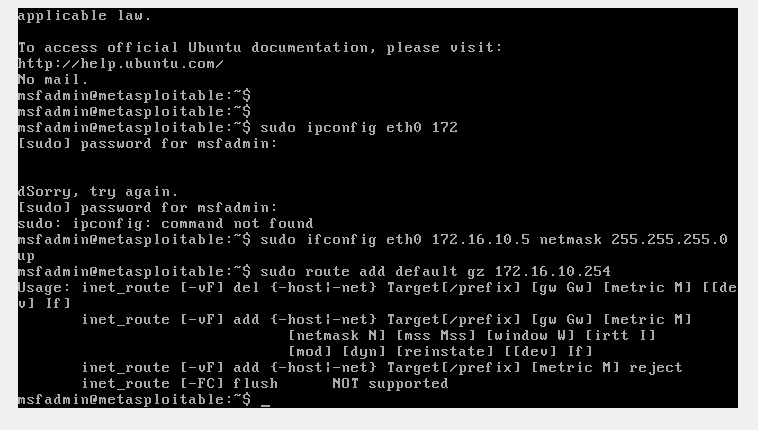 applicable law.
To access official Ubuntu documentation, please visit:
http://help.ubuntu.com/
No mail.
msfadmin@metasploitable:~$
msfadmin@metasploitable:~$
msfadmin@metasploitable:~$ sudo ipconfig eth0 172
[sudo] password for msfadmin:
dSorry, try again.
[sudo] password for msfadmin:
sudo: ipconfig: command not found
msfadmin@metasploitable:~$ sudo ifconfig eth0 172.16.10.5 netmask 255.255.255.0
up
msfadmin@metasploitable:~$ sudo route add default gz 172.16.10.254
Usage: inet_route [-vF] del {-host|-net} Target[/prefix] [gw Gw] [metric M] [[de
v] If]
       inet_route [-vF] add {-host|-net} Target[/prefix] [gw Gw] [metric M]
                              [netmask N] [mss Mss] [window W] [irtt I]
                              [mod] [dyn] [reinstate] [[dev] If]
       inet_route [-vF] add {-host|-net} Target[/prefix] [metric M] reject
       inet_route [-FC] flush      NOT supported
msfadmin@metasploitable:~$ _